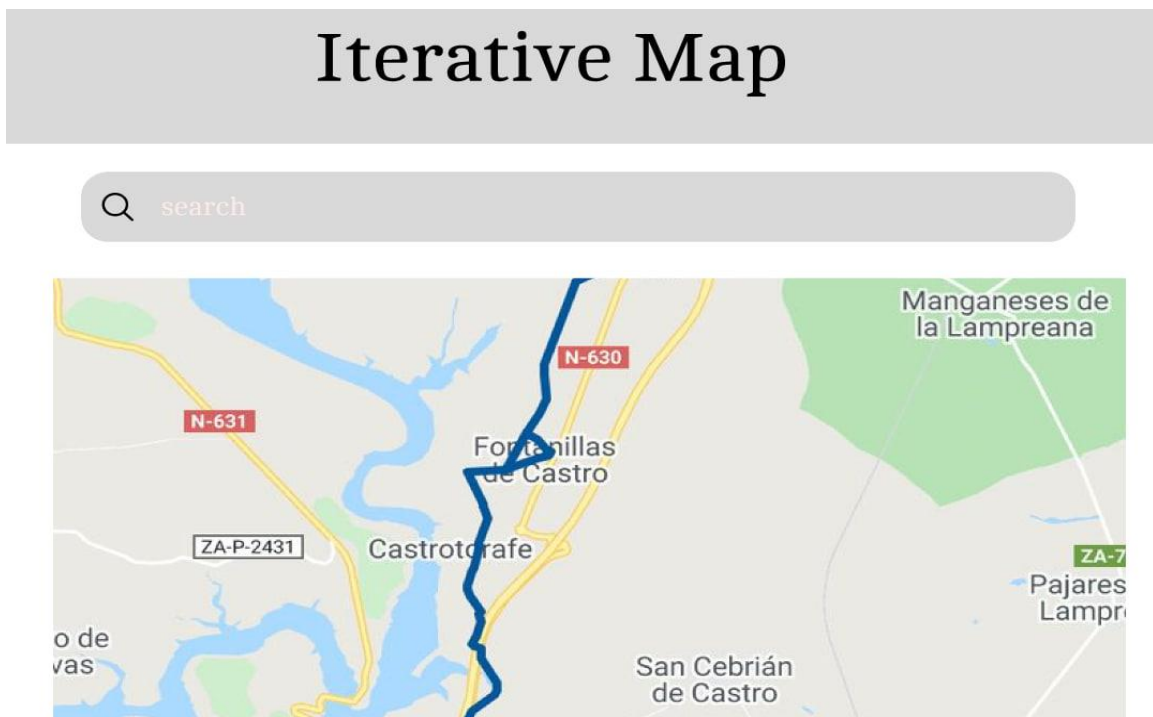 Iterative Map
search
Manganeses de
la Lampreana
N-630
N-631
Fontanillas
de Castro
ZA-P-2431
Castrotorafe
ZA-7
Pajares
Lampr
o de
vas
San Cebrián
de Castro